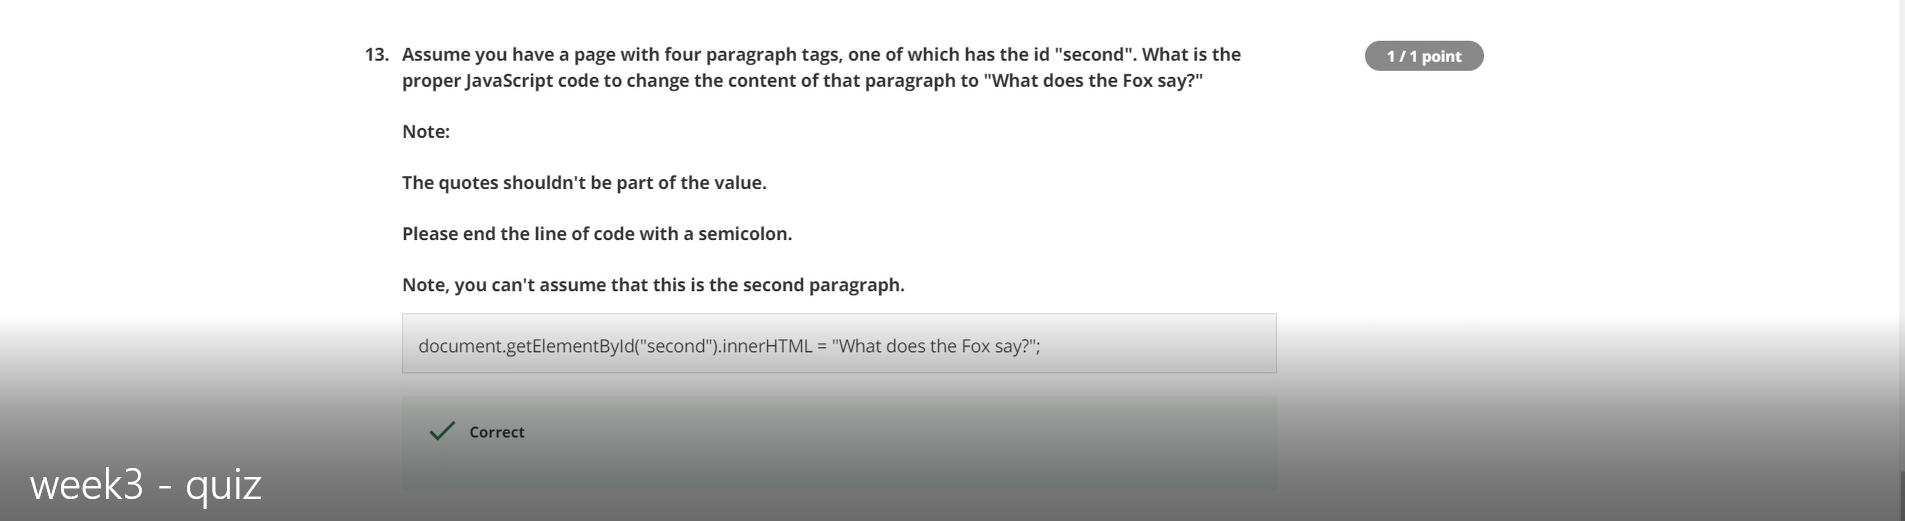 13. Assume you have a page with four paragraph tags, one of which has the id "second". What is the
proper JavaScript code to change the content of that paragraph to "What does the Fox say?"
1 / 1 point
Note:
The quotes shouldn't be part of the value.
Please end the line of code with a semicolon.
Note, you can't assume that this is the second paragraph.
document.getElementById("second").innerHTML = "What does the Fox say?";
Correct
week3 - quiz